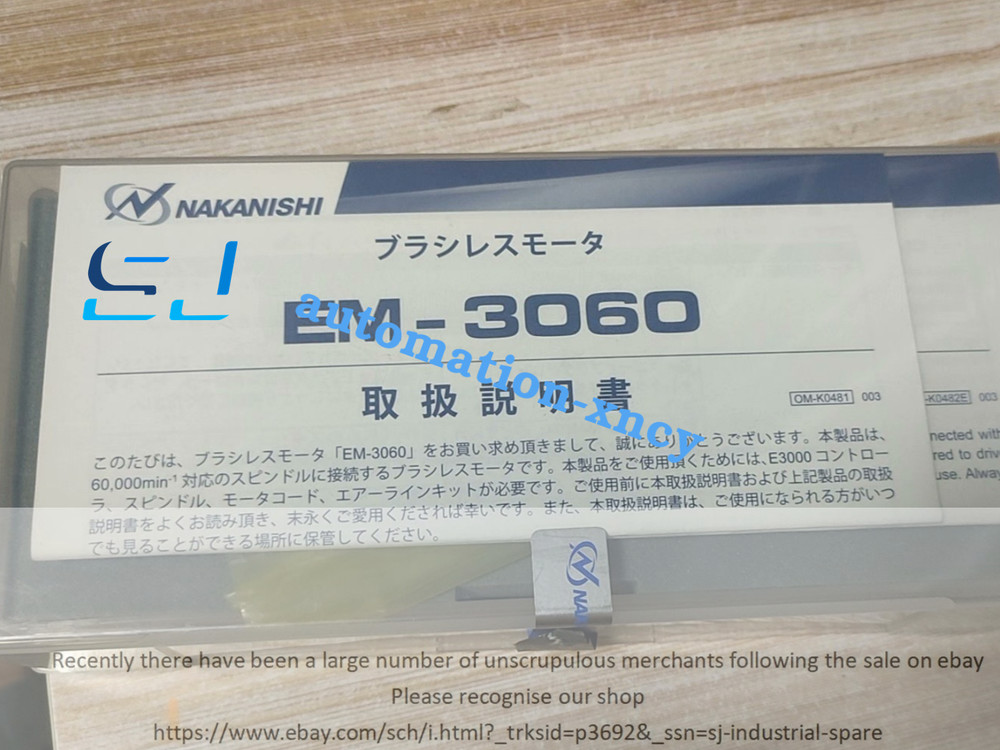 NAKANISHI
SJ
ブラシレスモータ
EM-3060
automation-xncy
取扱説明書
OM-K0481 003
-K0482E 003
このたびは、ブラシレスモータ「EM-3060」をお買い求め頂きまして、誠にありがとうございます。本製品は、
60,000min⁻¹ 対応のスピンドルに接続するブラシレスモータです。本製品をご使用頂くためには、E3000 コントロー
ラ、スピンドル、モータコード、エアーラインキットが必要です。ご使用前に本取扱説明書および上記製品の取扱
説明書をよくお読み頂き、末永くご愛用くだされば幸いです。また、本取扱説明書は、ご使用になられる方がいつ
でも見ることができる場所に保管してください。
nected with
red to driv
use. Alway
NAK
Recently there have been a large number of unscrupulous merchants following the sale on ebay
Please recognise our shop
https://www.ebay.com/sch/i.html?_trksid=p3692&_ssn=sj-industrial-spare